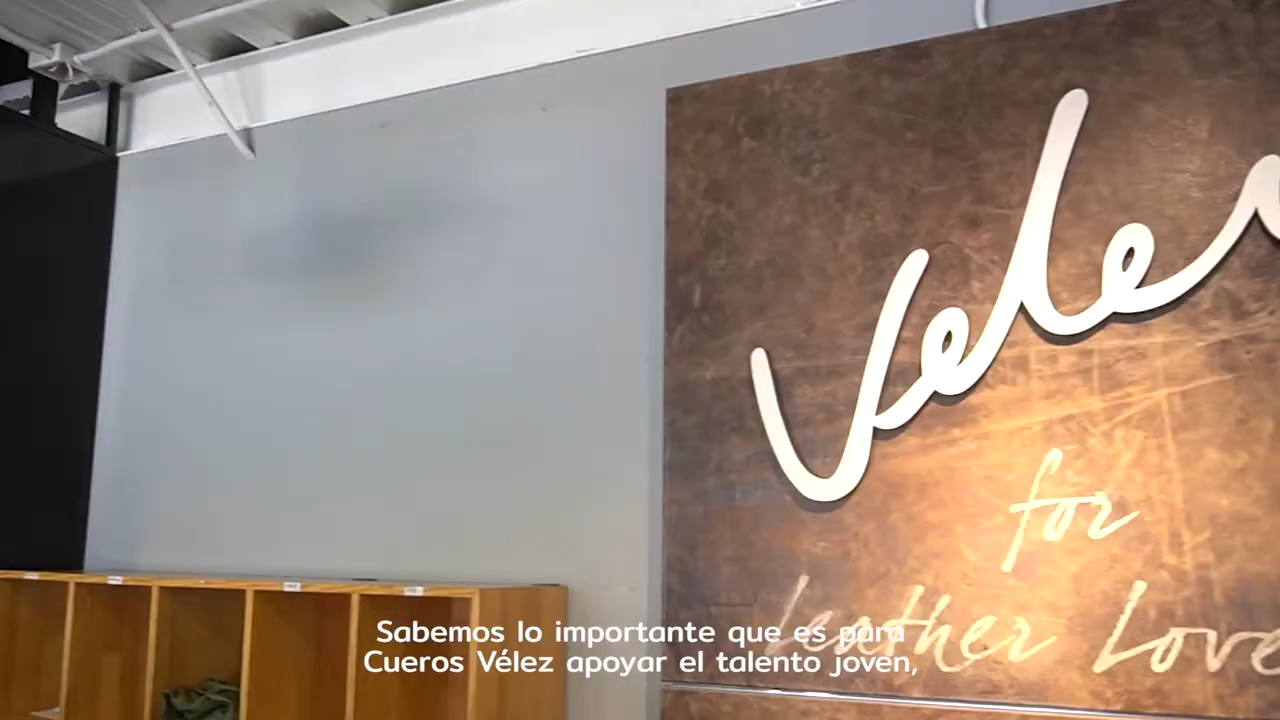 Vele
for
Leather Love
Sabemos lo importante que es para
Cueros Vélez apoyar el talento joven,